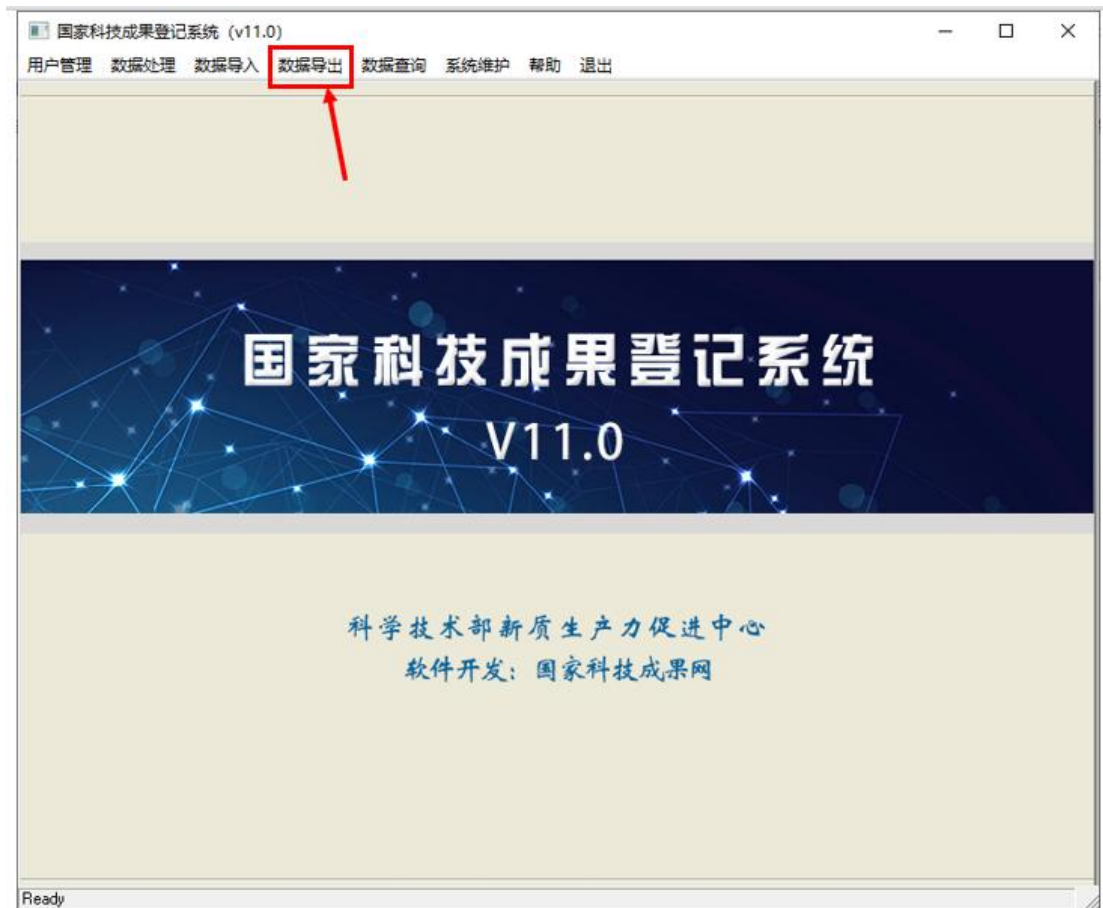 国家科技成果登记系统（v11.0）
用户管理 数据处理 数据导入 数据导出 数据查询 系统维护 帮助 退出
国家科技成果登记系统
V11.0
科学技术部新质生产力促进中心
软件开发：国家科技成果网
Ready